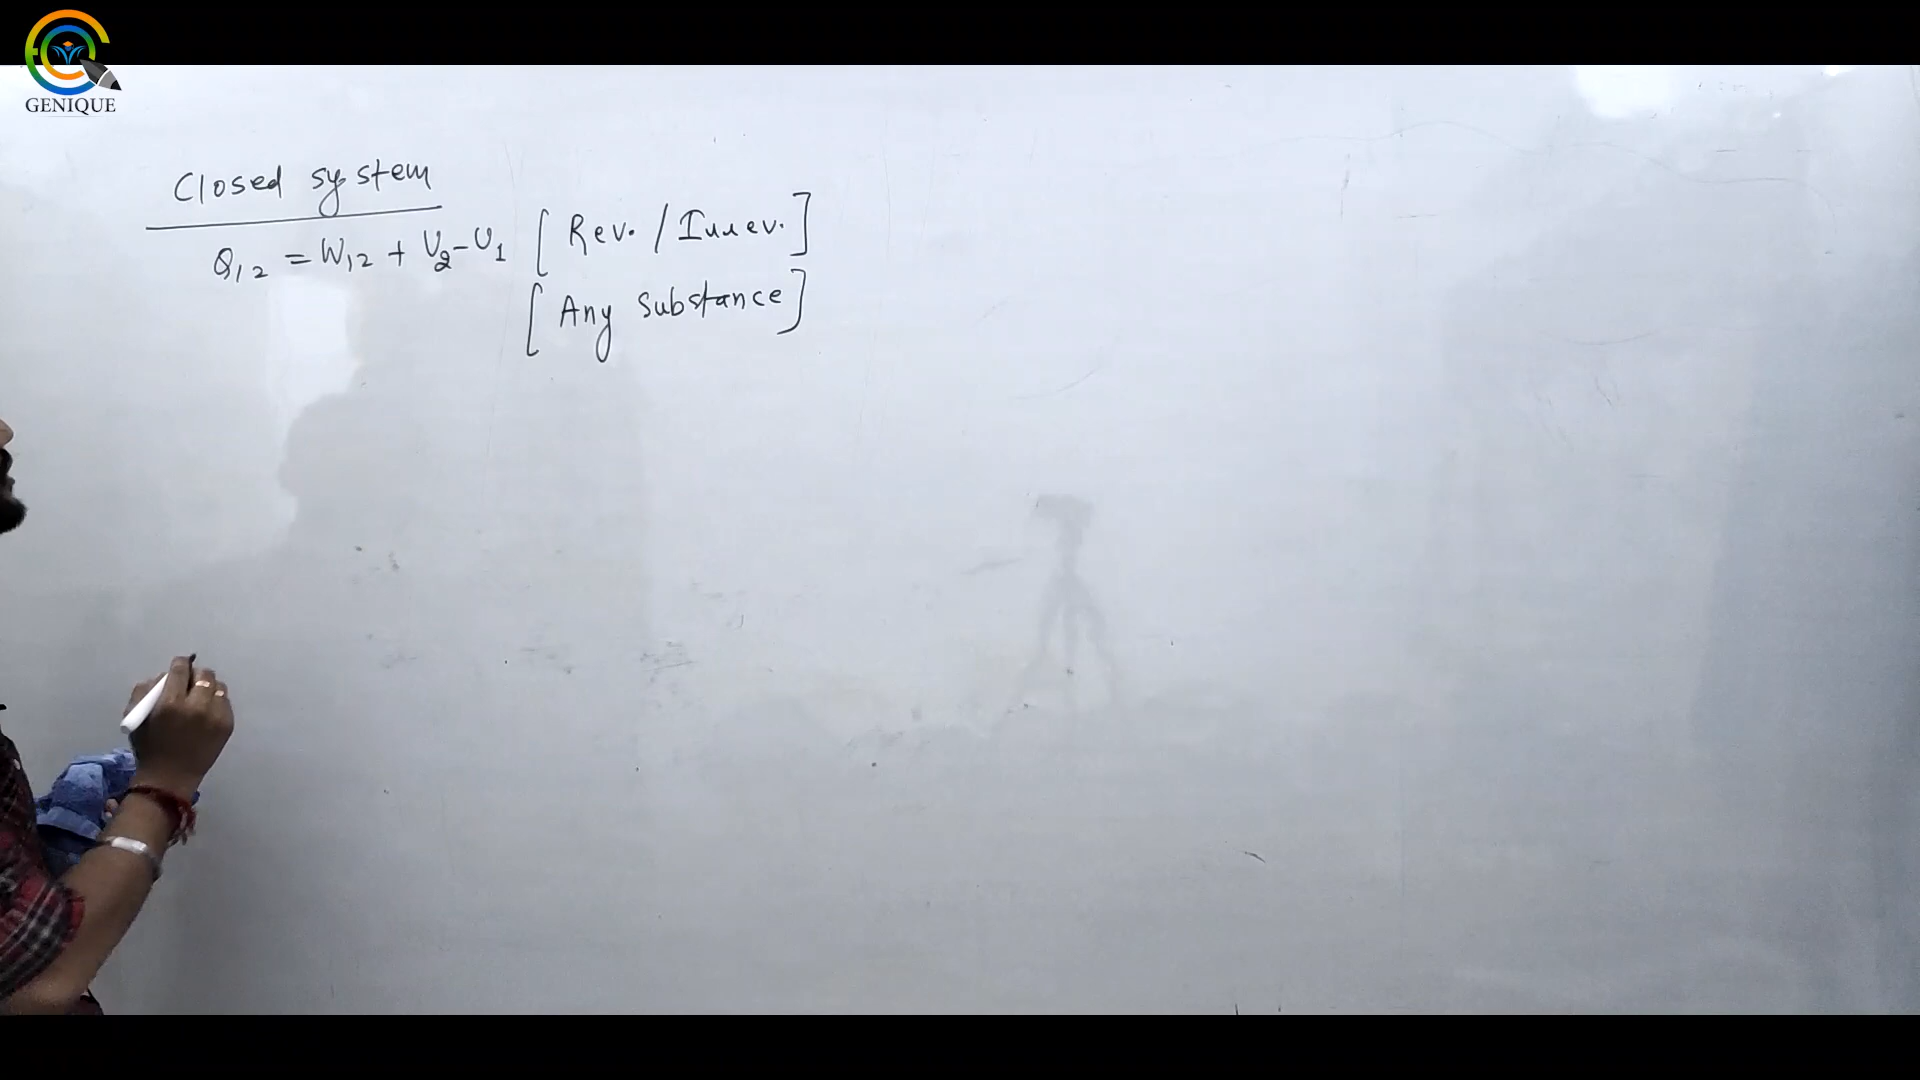 GENIQUE
Closed system
Q12 = W12 + U2 - U1 [Rev. / Irrev.]
[Any substance]